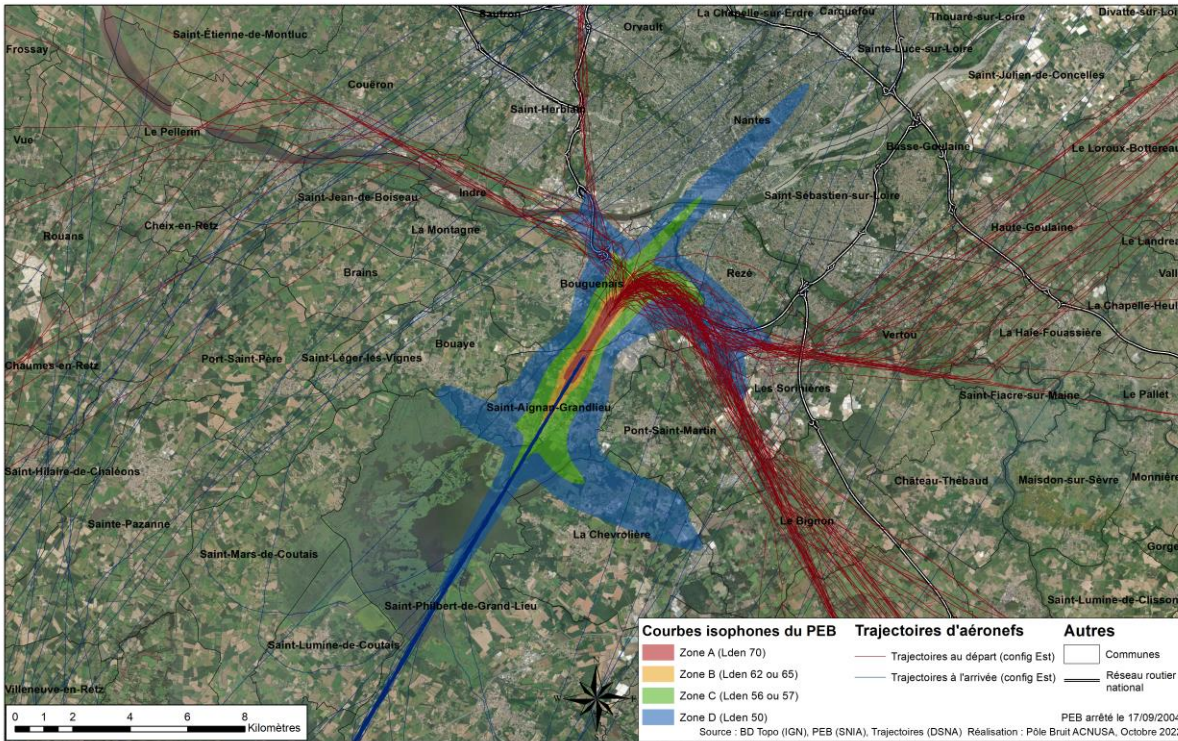 Sautron
Orvault
La Chapelle-sur-Erdre
Carquefou
Thouaré-sur-Loire
Divatte-sur-Loi
Frossay
Saint-Étienne-de-Montluc
Sainte-Luce-sur-Loire
Saint-Julien-de-Concelles
Couëron
Saint-Herblain
Nantes
Vue
Le Pellerin
Basse-Goulaine
Le Loroux-Bottereau
Indre
Saint-Jean-de-Boiseau
Saint-Sébastien-sur-Loire
Rouans
Cheix-en-Retz
La Montagne
Haute-Goulaine
Le Landrea
Brains
Bouguenais
Rezé
Vall
La Chapelle-Heul
Vertou
La Haie-Fouassière
Chaumes-en-Retz
Port-Saint-Père
Saint-Léger-les-Vignes
Bouaye
Les Sorinières
Saint-Fiacre-sur-Maine
Le Pallet
Saint-Aignan-Grandlieu
Pont-Saint-Martin
Saint-Hilaire-de-Chaléons
Château-Thébaud
Maisdon-sur-Sèvre
Monnière
Sainte-Pazanne
Le Bignon
La Chevrolière
Saint-Mars-de-Coutais
Gorge
Saint-Philbert-de-Grand-Lieu
Saint-Lumine-de-Clisson
Saint-Lumine-de-Coutais
Villeneuve-en-Retz
0 1 2 4 6 8
Kilomètres
Courbes isophones du PEB
Zone A (Lden 70)
Zone B (Lden 62 ou 65)
Zone C (Lden 56 ou 57)
Zone D (Lden 50)
Trajectoires d'aéronefs
Trajectoires au départ (config Est)
Trajectoires à l'arrivée (config Est)
Autres
Communes
Réseau routier
national
PEB arrêté le 17/09/2004
Source : BD Topo (IGN), PEB (SNIA), Trajectoires (DSNA) Réalisation : Pôle Bruit ACNUSA, Octobre 2022